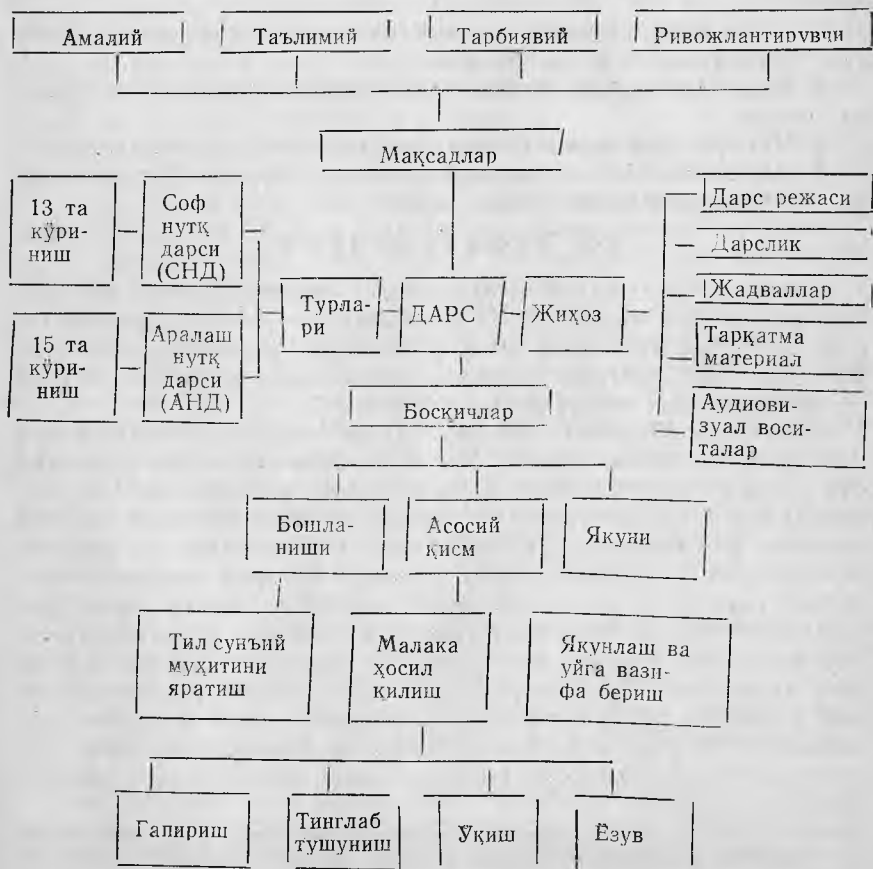 Амалий
Таълимий
Тарбиявий
Ривожлантирувчи
Мақсадлар
13 та
кўри-
ниш
Соф
нутқ
дарси
(СНД)
15 та
кўри-
ниш
Аралаш
нутқ
дарси
(АНД)
Турла-
ри
ДАРС
Жиҳоз
Дарс режаси
Дарслик
Жадваллар
Тарқатма
материал
Аудиови-
зуал воси-
талар
Босқичлар
Бошла-
ниши
Асосий
қисм
Якуни
Тил сунъий
муҳитини
яратиш
Малака
ҳосил
қилиш
Якунлаш ва
уйга вази-
фа бериш
Гапириш
Тинглаб
тушуниш
Ўқиш
Ёзув